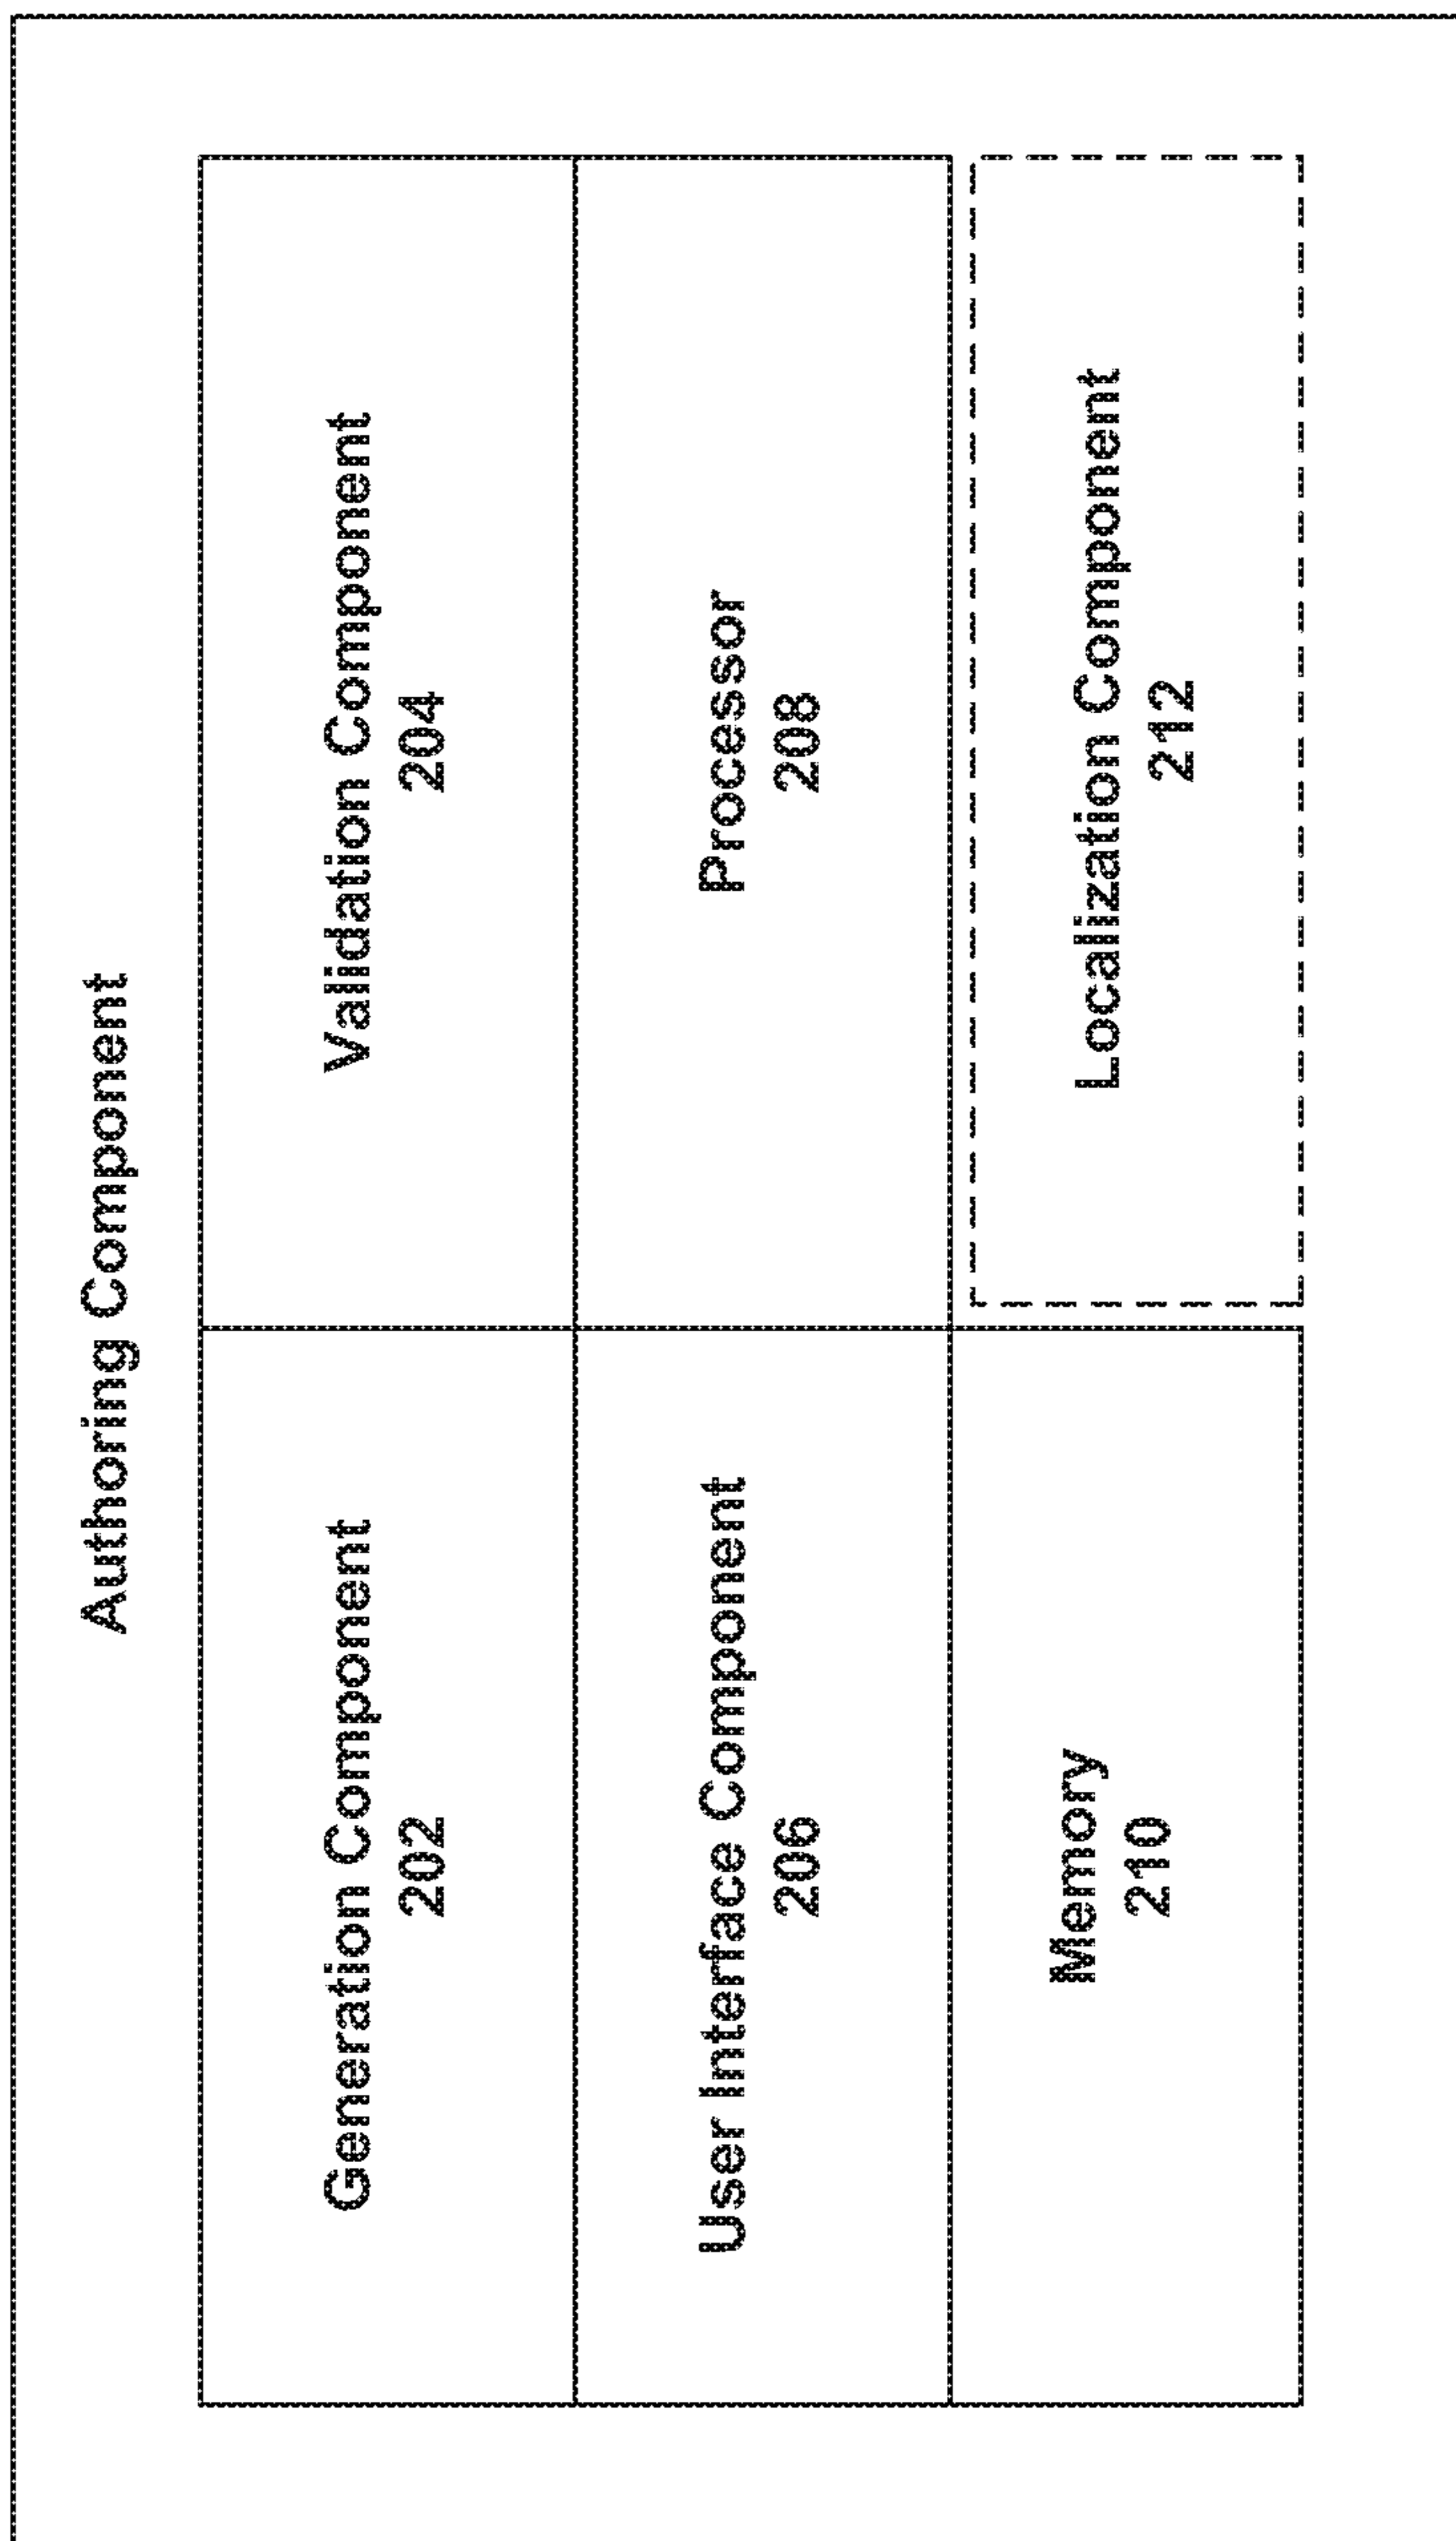 Authoring Component
Generation Component
202
Validation Component
204
User Interface Component
206
Processor
208
Memory
210
Localization Component
212